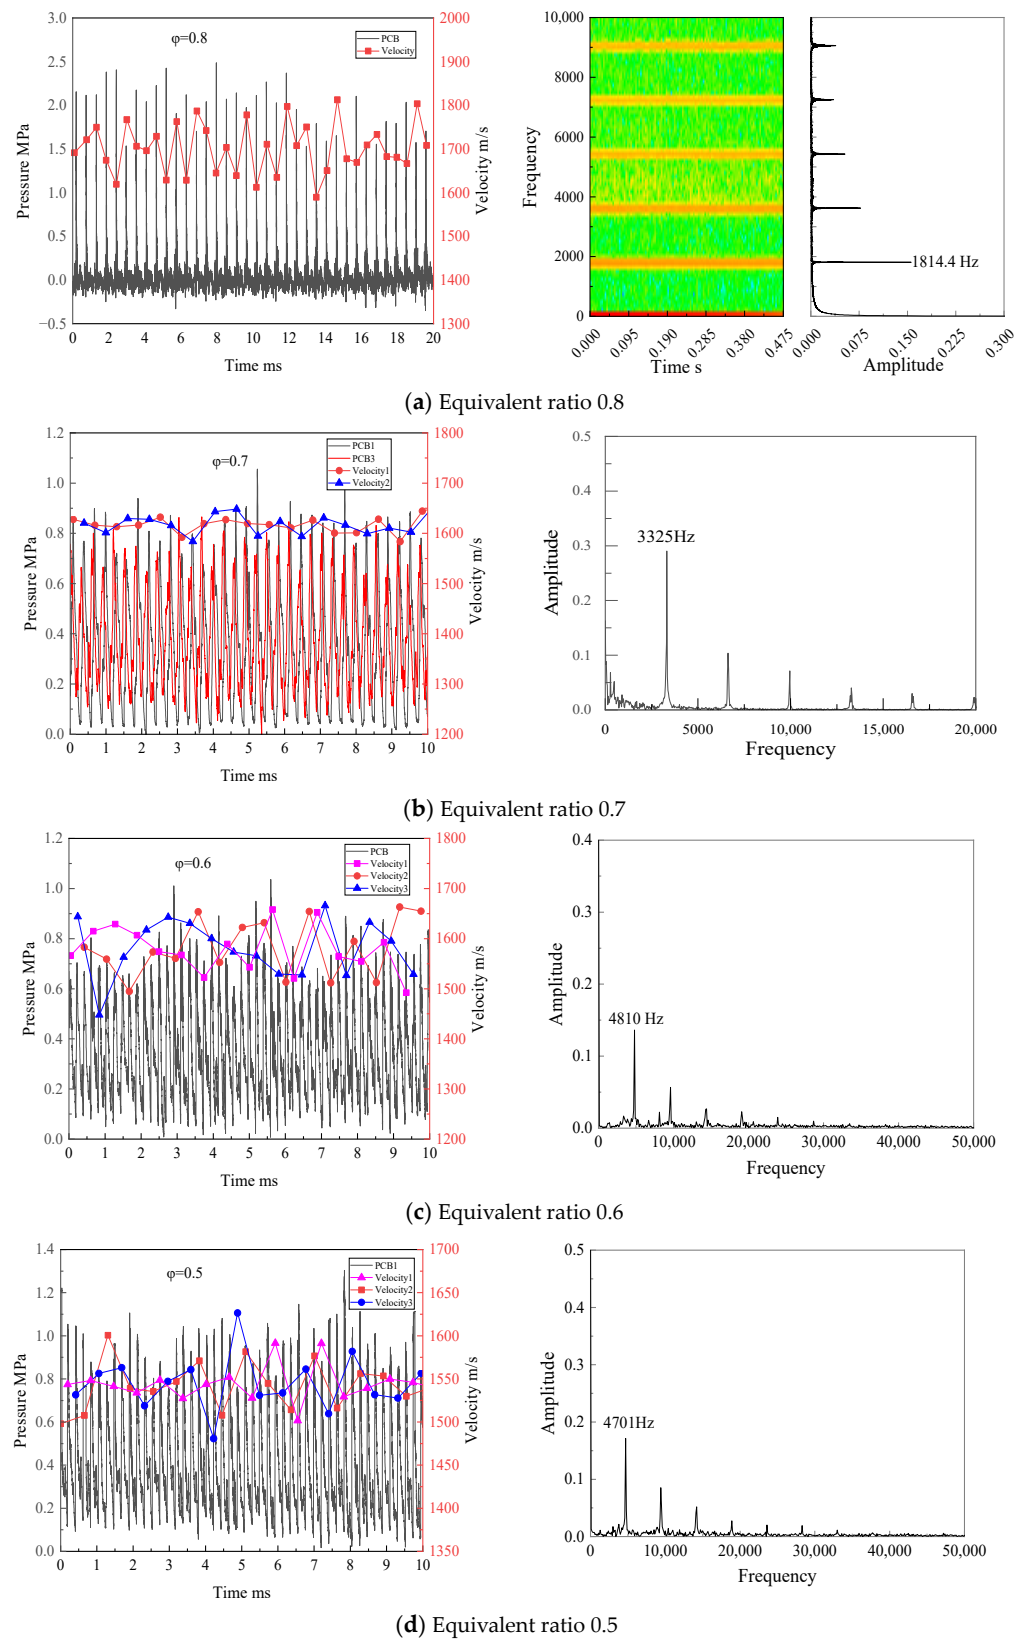 3.0
2.5
2.0
1.5
1.0
0.5
0.0
−0.5
Pressure MPa
φ=0.8
PCB
Velocity
2000
1900
1800
1700
1600
1500
1400
1300
Velocity m/s
0 2 4 6 8 10 12 14 16 18 20
Time ms
10,000
8000
6000
4000
2000
0
Frequency
0.000 0.095 0.190 0.285 0.380 0.475
Time s
1814.4 Hz
0.000 0.075 0.150 0.225 0.300
Amplitude
(a) Equivalent ratio 0.8
1.2
1.0
0.8
0.6
0.4
0.2
0.0
Pressure MPa
φ=0.7
PCB1
PCB3
Velocity1
Velocity2
1800
1700
1600
1500
1400
1300
1200
Velocity m/s
0 1 2 3 4 5 6 7 8 9 10
Time ms
0.5
0.4
0.3
0.2
0.1
0.0
Amplitude
3325Hz
0 5000 10,000 15,000 20,000
Frequency
(b) Equivalent ratio 0.7
1.2
1.0
0.8
0.6
0.4
0.2
0.0
Pressure MPa
φ=0.6
PCB
Velocity1
Velocity2
Velocity3
1800
1700
1600
1500
1400
1300
1200
Velocity m/s
0 1 2 3 4 5 6 7 8 9 10
Time ms
0.4
0.3
0.2
0.1
0.0
Amplitude
4810 Hz
0 10,000 20,000 30,000 40,000 50,000
Frequency
(c) Equivalent ratio 0.6
1.4
1.2
1.0
0.8
0.6
0.4
0.2
0.0
Pressure MPa
φ=0.5
PCB1
Velocity1
Velocity2
Velocity3
1700
1650
1600
1550
1500
1450
1400
1350
Velocity m/s
0 1 2 3 4 5 6 7 8 9 10
Time ms
0.5
0.4
0.3
0.2
0.1
0.0
Amplitude
4701Hz
0 10,000 20,000 30,000 40,000 50,000
Frequency
(d) Equivalent ratio 0.5